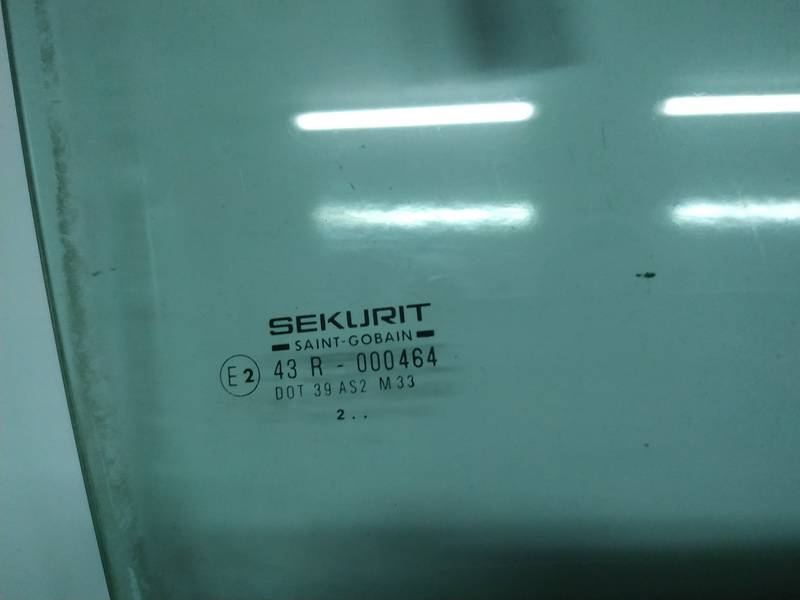 SEKURIT
SAINT-GOBAIN
E2 43 R - 000464
DOT 39 AS2 M33
2..